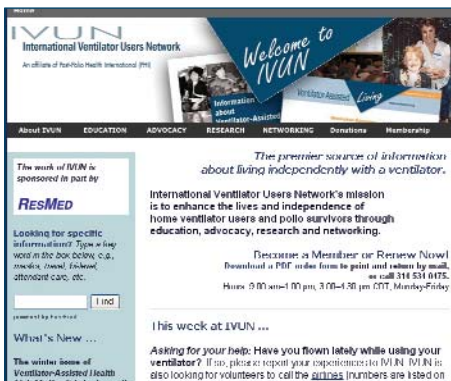 Home
IVUN
International Ventilator Users Network
An affiliate of Post-Polio Health International (PHI)
Welcome to
IVUN
Information
about
Ventilator-Assisted
Ventilator-Assisted Living
About IVUN EDUCATION ADVOCACY RESEARCH NETWORKING Donations Membership
The work of IVUN is
sponsored in part by
RESMED
Looking for specific
information? Type a key
word in the box below, e.g.,
masks, travel, bi-level,
attendant care, etc.
Find
powered by
What's New ...
The winter issue of
Ventilator-Assisted
The premier source of information
about living independently with a ventilator.
International Ventilator Users Network's mission
is to enhance the lives and independence of
home ventilator users and polio survivors through
education, advocacy, research and networking.
Become a Member or Renew Now!
Download a PDF order form to print and return by mail,
or call 314-534-0475.
Hours: 9:00 am–1:00 pm, 3:00–4:30 pm CDT, Monday-Friday
This week at IVUN ...
Asking for your help: Have you flown lately while using your
ventilator? If so, please report your experiences to IVUN. IVUN is
also looking for volunteers to call the airlines (numbers are listed on